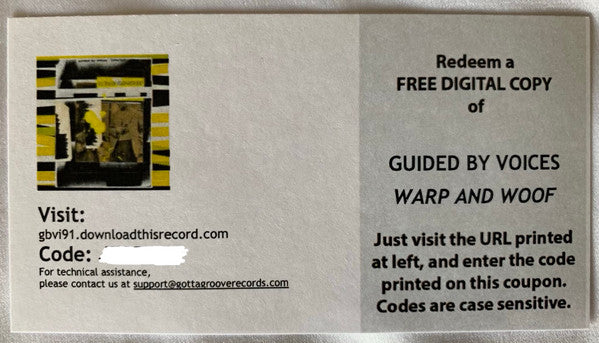 Visit:
gbvi91.downloadthisrecord.com
Code:
For technical assistance,
please contact us at support@gottagrooverecords.com
Redeem a
FREE DIGITAL COPY
of
GUIDED BY VOICES
WARP AND WOOF
Just visit the URL printed
at left, and enter the code
printed on this coupon.
Codes are case sensitive.